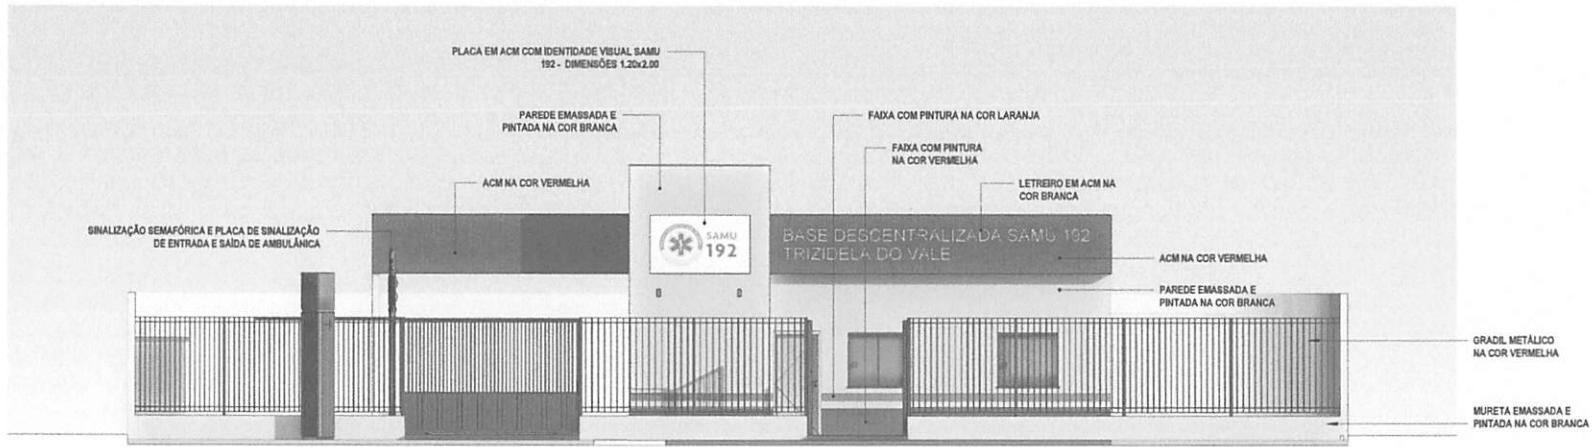 PLACA EM ACM COM IDENTIDADE VISUAL SAMU
192 - DIMENSÕES 1.20x2.00
PAREDE EMASSADA E
PINTADA NA COR BRANCA
FAIXA COM PINTURA NA COR LARANJA
FAIXA COM PINTURA
NA COR VERMELHA
ACM NA COR VERMELHA
LETREIRO EM ACM NA
COR BRANCA
SINALIZAÇÃO SEMAFÓRICA E PLACA DE SINALIZAÇÃO
DE ENTRADA E SAÍDA DE AMBULÂNICA
SAMU
192
BASE DESCENTRALIZADA SAMU 192
TRIZIDELA DO VALE
ACM NA COR VERMELHA
PAREDE EMASSADA E
PINTADA NA COR BRANCA
GRADIL METÁLICO
NA COR VERMELHA
MURETA EMASSADA E
PINTADA NA COR BRANCA